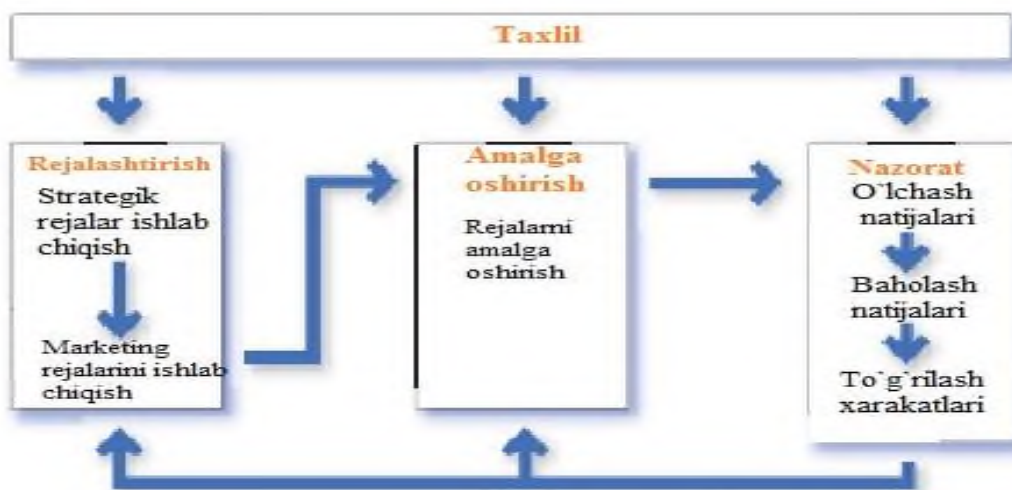 Taxlil
Rejalashtirish
Strategik
rejalar ishlab
chiqish
Marketing
rejalarini ishlab
chiqish
Amalga
oshirish
Rejalarni
amalga
oshirish
Nazorat
O`lchash
natijalari
Baholash
natijalari
To`g`rilash
xarakatlari